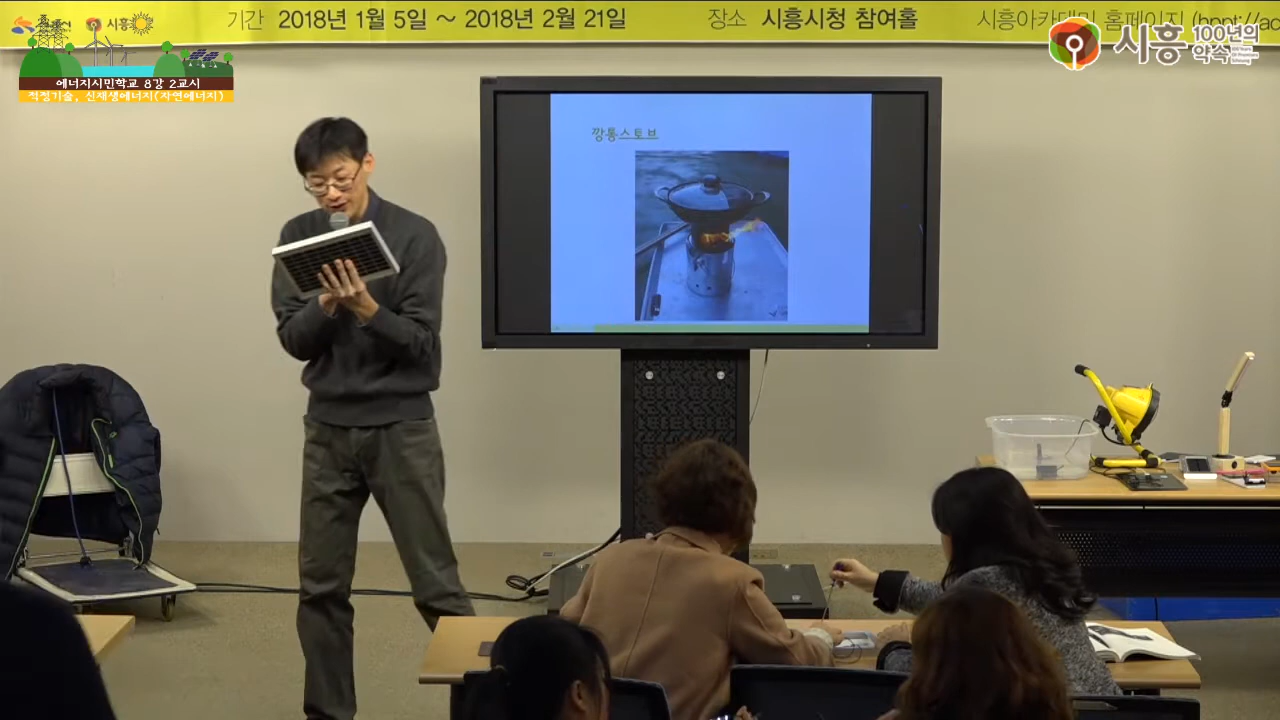 기간 2018년 1월 5일 ~ 2018년 2월 21일 장소 시흥시청 참여홀 시흥아카데미 홈페이지
시흥
시흥 100년의 약속
에너지시민학교 8강 2교시
적정기술, 신재생에너지(자연에너지)
깡통스토브